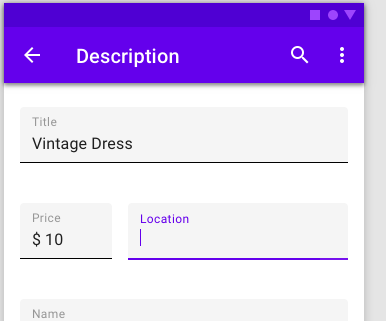 Description
Title
Vintage Dress
Price
Location
$ 10
Name